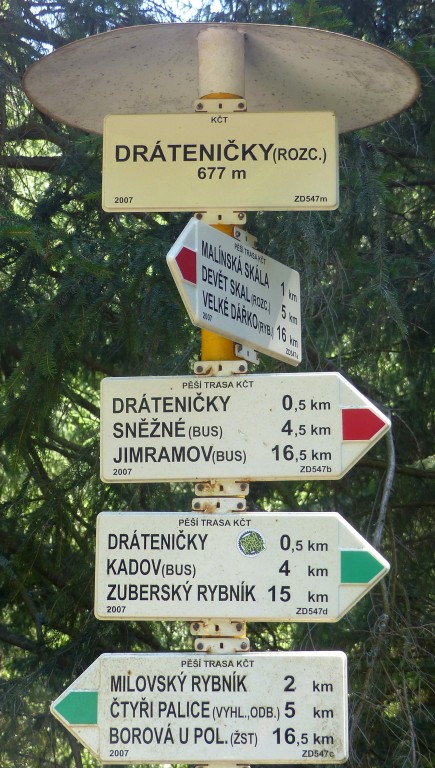 KČT
DRÁTENIČKY(ROZC.)
677 m
2007 ZD547m
PĚŠÍ TRASA KČT
MALÍNSKÁ SKÁLA 1 km
DEVĚT SKAL(ROZC.) 5 km
VELKÉ DÁŘKO(RYB.) 16 km
2007 ZD547a
PĚŠÍ TRASA KČT
DRÁTENIČKY 0,5 km
SNĚŽNÉ(BUS) 4,5 km
JIMRAMOV(BUS) 16,5 km
2007 ZD547b
PĚŠÍ TRASA KČT
DRÁTENIČKY 0,5 km
KADOV(BUS) 4 km
ZUBERSKÝ RYBNÍK 15 km
2007 ZD547d
PĚŠÍ TRASA KČT
MILOVSKÝ RYBNÍK 2 km
ČTYŘI PALICE(VYHL.,ODB.) 5 km
BOROVÁ U POL.(ŽST) 16,5 km
2007 ZD547c